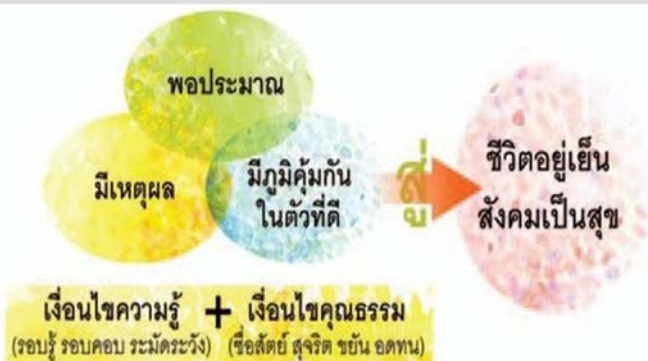 พอประมาณ
มีเหตุผล
มีภูมิคุ้มกัน
ในตัวที่ดี
สู่
ชีวิตอยู่เย็น
สังคมเป็นสุข
เงื่อนไขความรู้ + เงื่อนไขคุณธรรม
(รอบรู้ รอบคอบ ระมัดระวัง) (ซื่อสัตย์ สุจริต ขยัน อดทน)